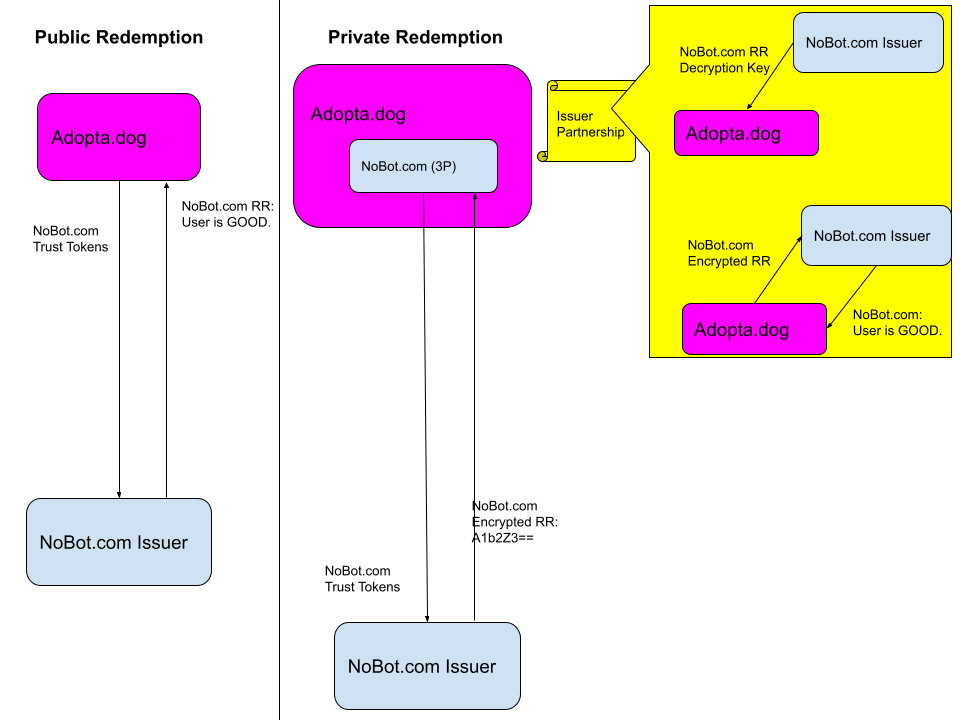 Public Redemption
Adopta.dog
NoBot.com
Trust Tokens
NoBot.com RR:
User is GOOD.
NoBot.com Issuer
Private Redemption
Adopta.dog
NoBot.com (3P)
Issuer
Partnership
NoBot.com
Encrypted RR:
A1b2Z3==
NoBot.com
Trust Tokens
NoBot.com Issuer
NoBot.com Issuer
NoBot.com RR
Decryption Key
Adopta.dog
NoBot.com Issuer
NoBot.com
Encrypted RR
NoBot.com:
User is GOOD.
Adopta.dog